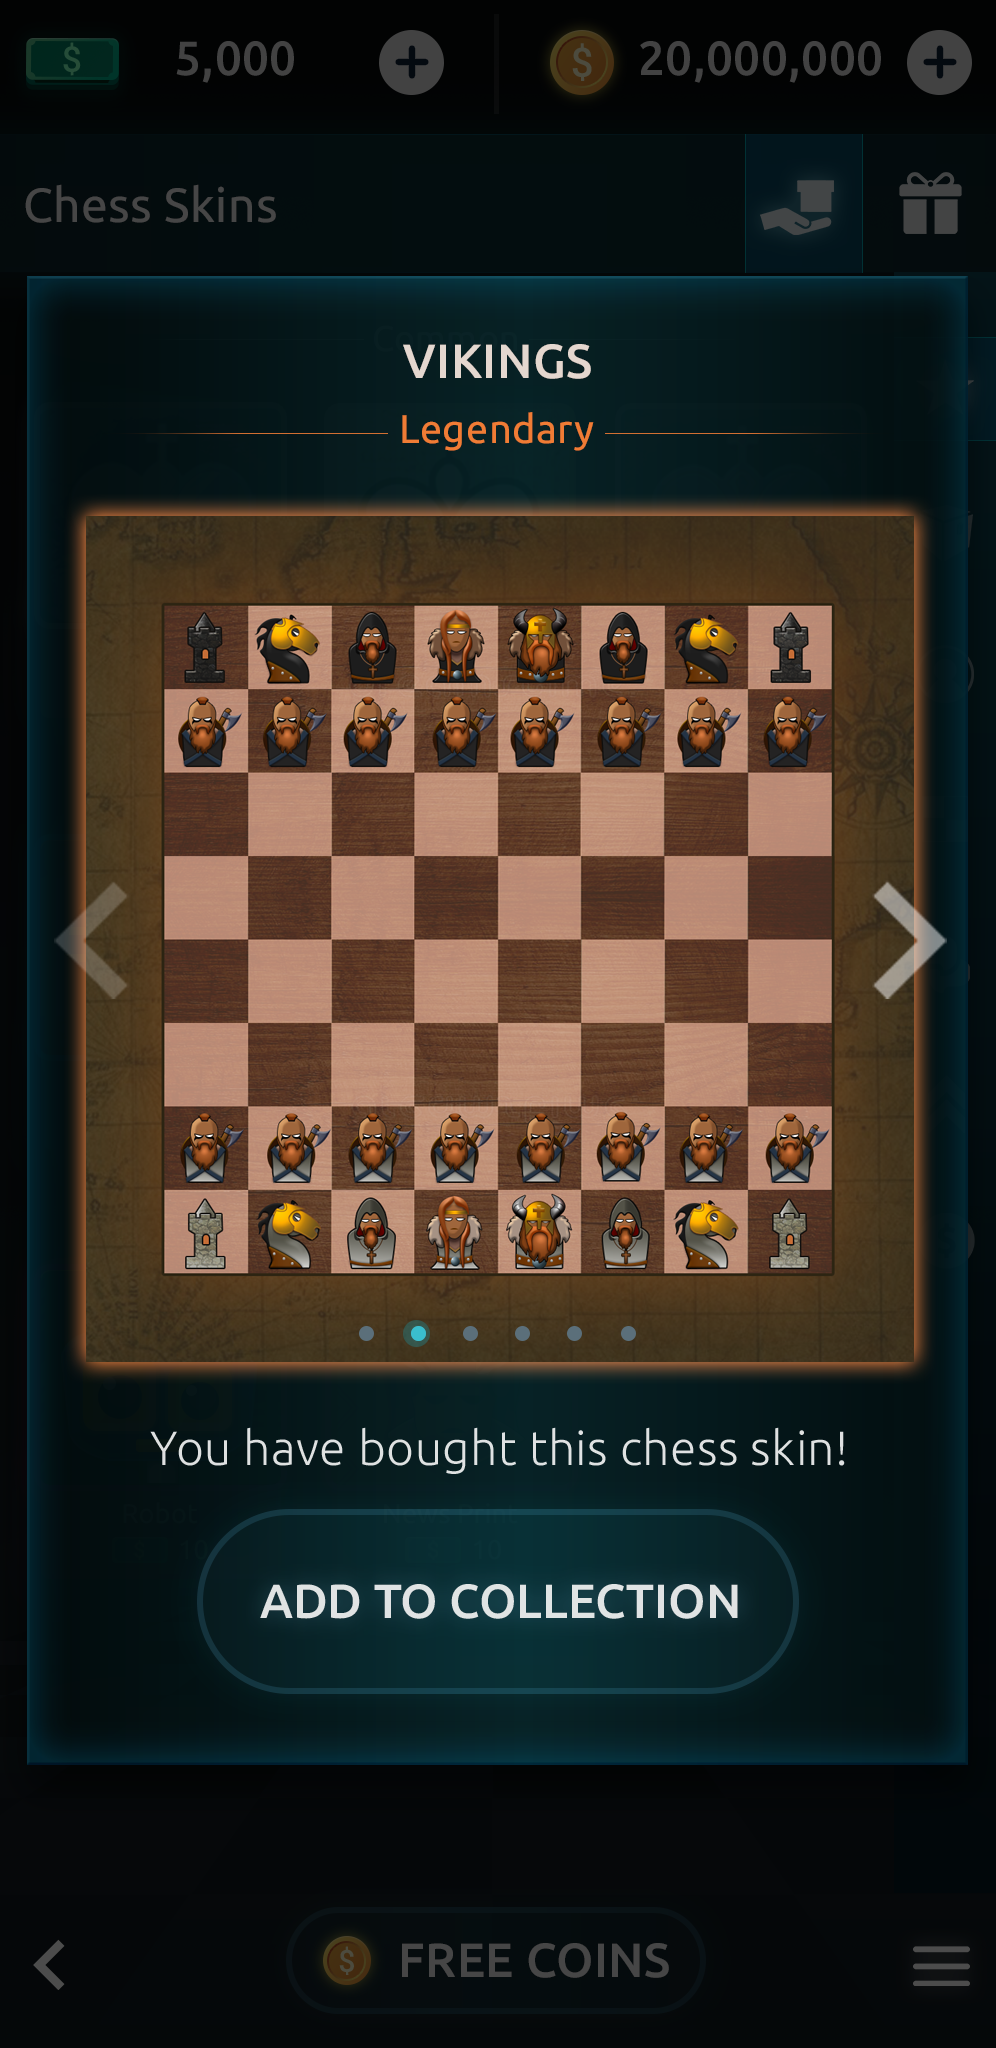 5,000
20,000,000
Chess Skins
VIKINGS
Legendary
You have bought this chess skin!
Robot
ADD TO COLLECTION
FREE COINS